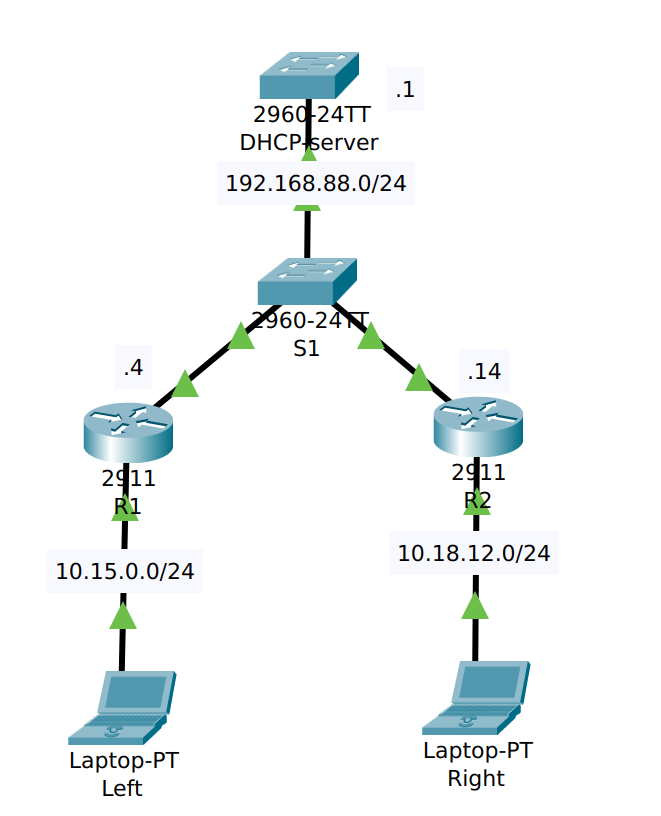 .1
2960-24TT
DHCP-server
192.168.88.0/24
2960-24TT
S1
.4
.14
2911
R1
2911
R2
10.15.0.0/24
10.18.12.0/24
Laptop-PT
Left
Laptop-PT
Right